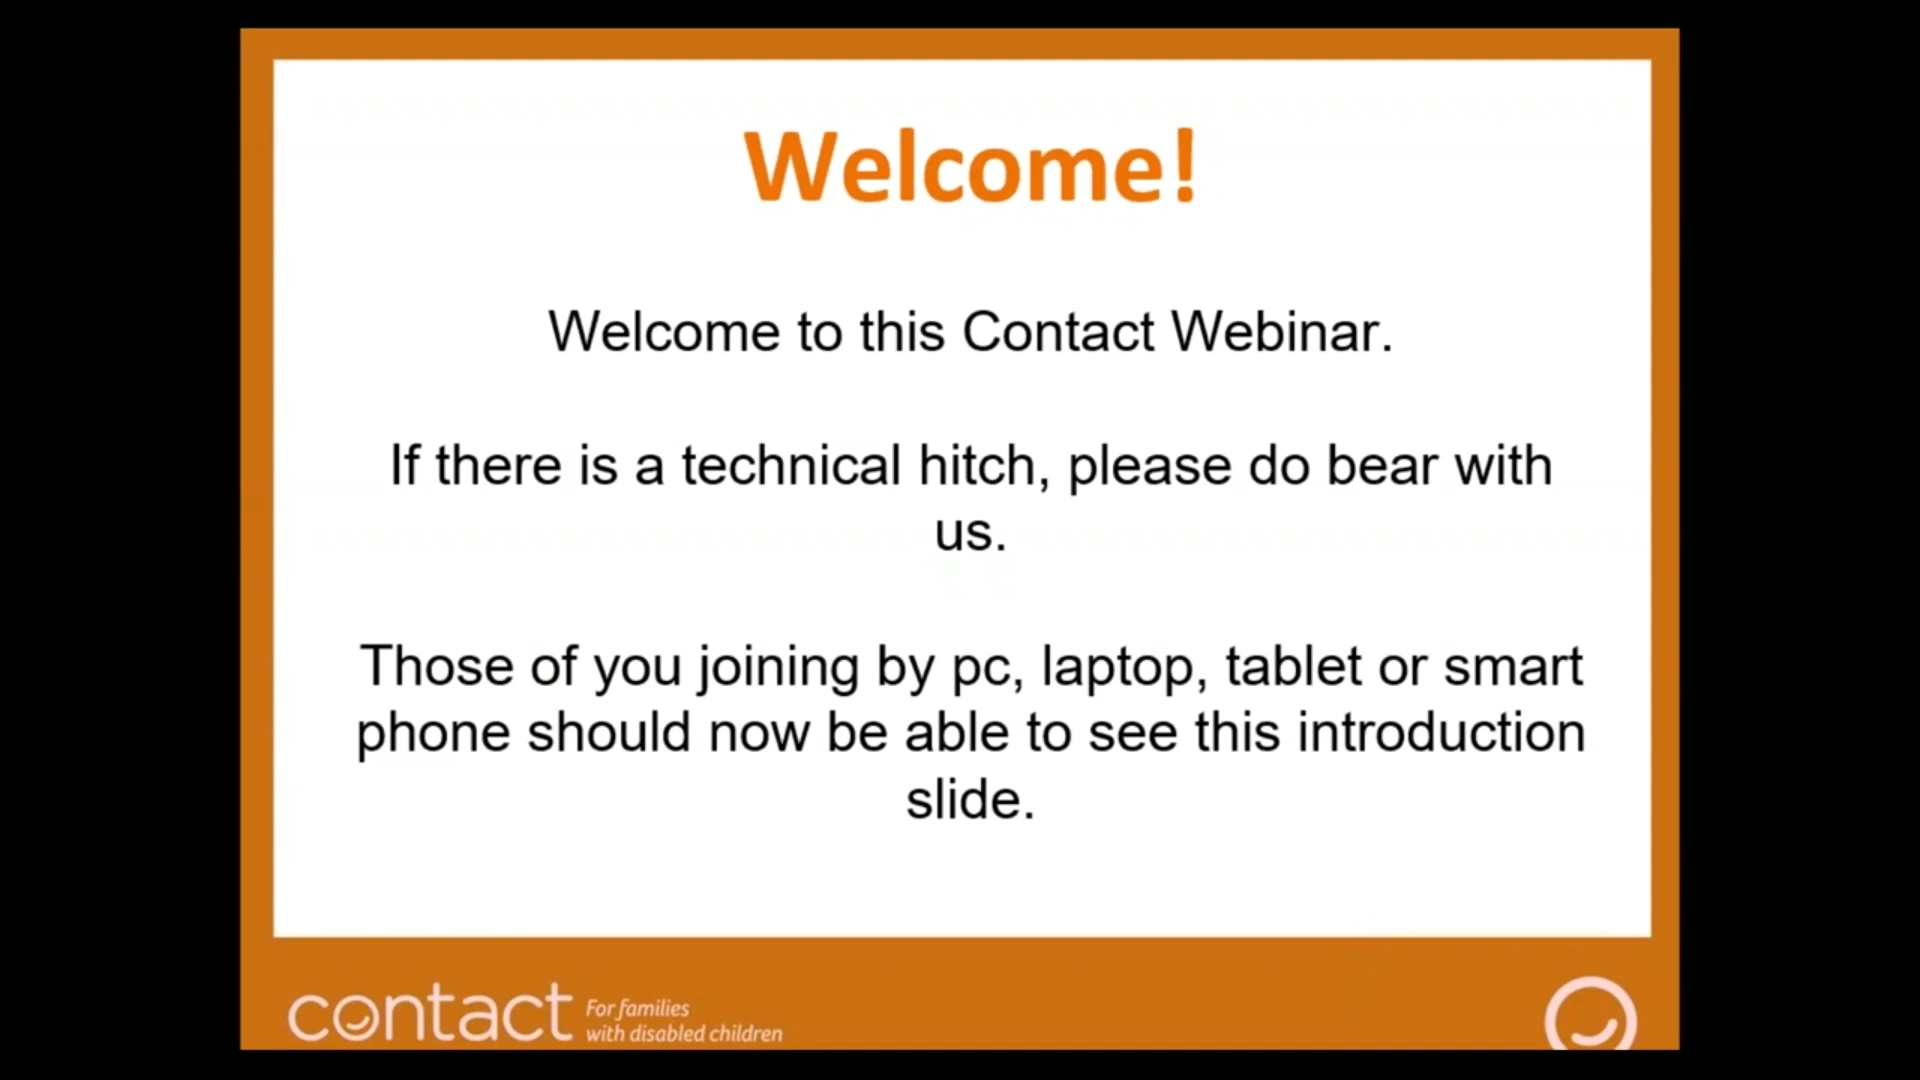 Welcome!
Welcome to this Contact Webinar.
If there is a technical hitch, please do bear with
us.
Those of you joining by pc, laptop, tablet or smart
phone should now be able to see this introduction
slide.
contact
For families
with disabled children